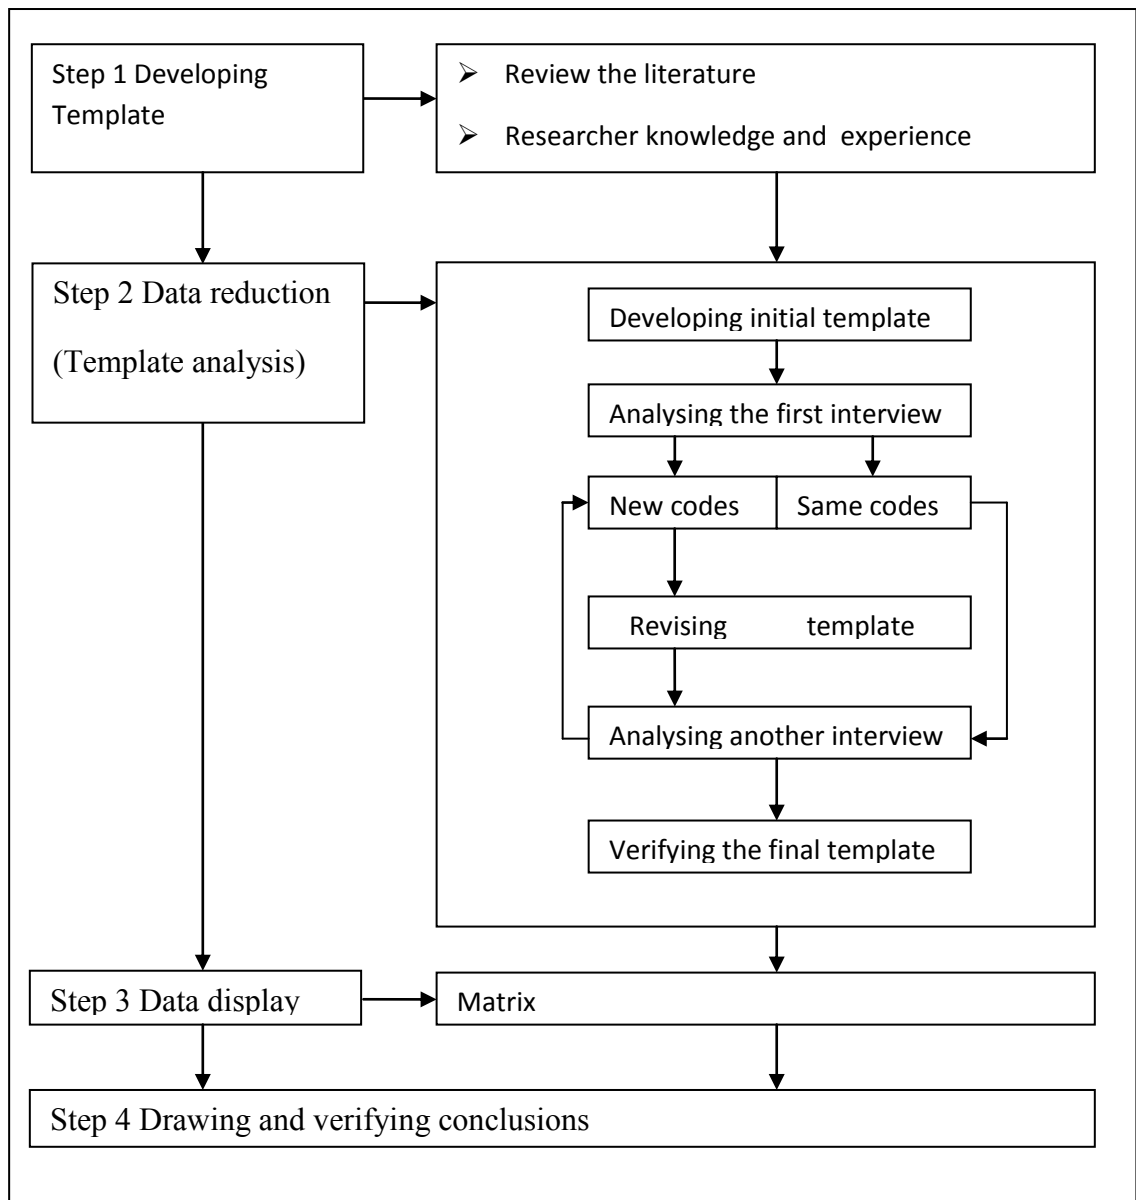 Step 1 Developing
Template
➢ Review the literature
➢ Researcher knowledge and experience
Step 2 Data reduction
(Template analysis)
Developing initial template
Analysing the first interview
New codes
Same codes
Revising template
Analysing another interview
Verifying the final template
Step 3 Data display
Matrix
Step 4 Drawing and verifying conclusions